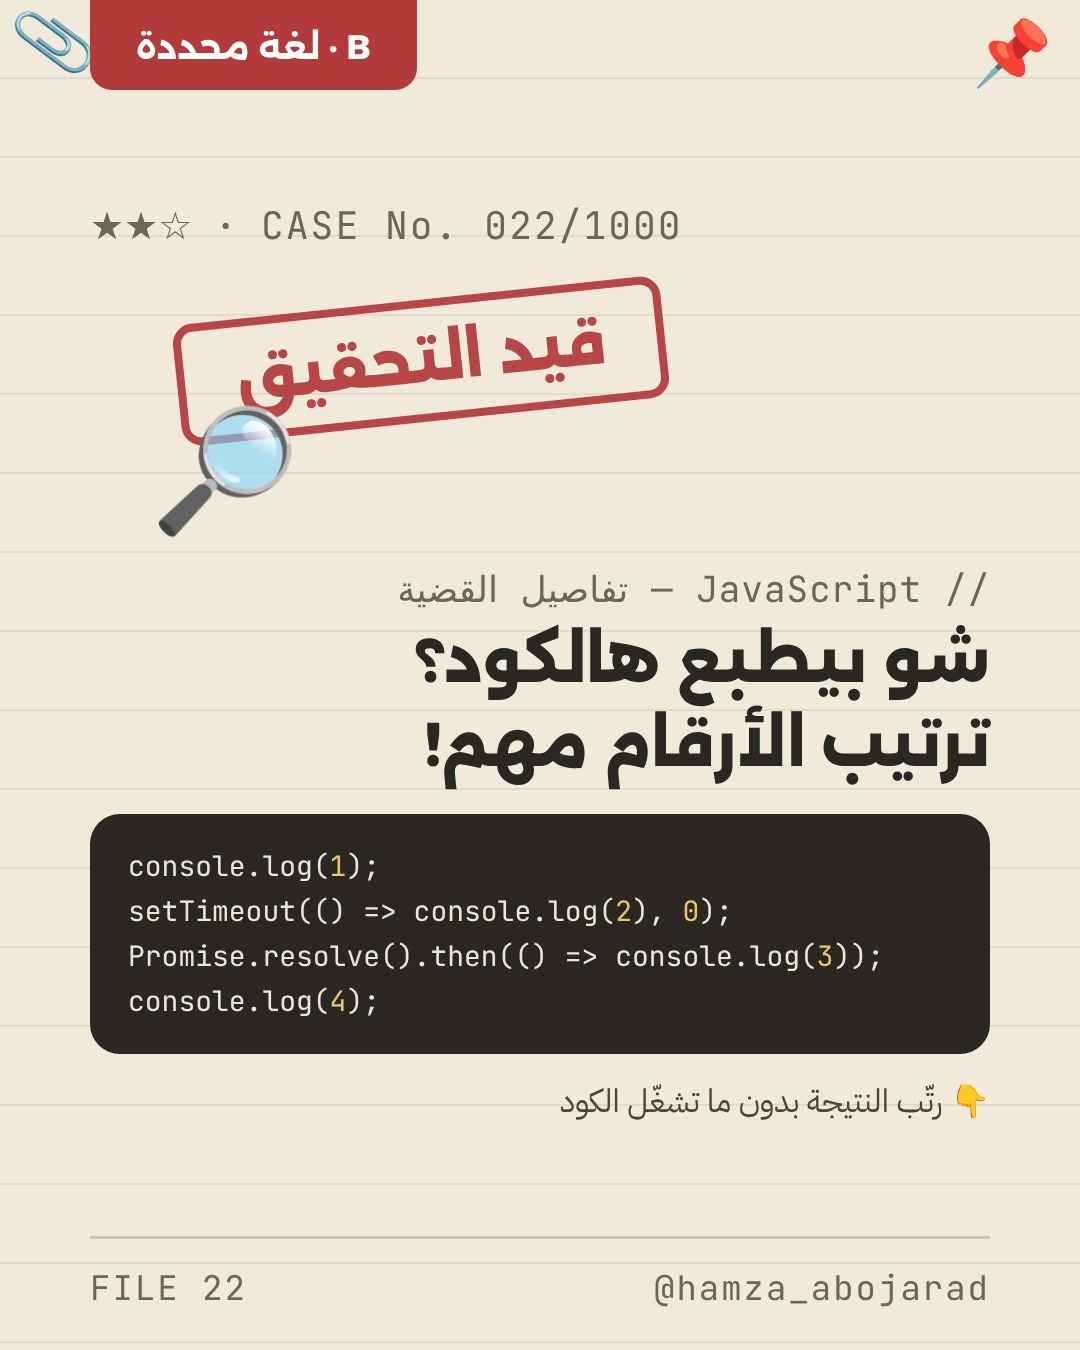 B · لغة محددة
★★☆ · CASE No. 022/1000
قيد التحقيق
// JavaScript — تفاصيل القضية
شو بيطبع هالكود؟
ترتيب الأرقام مهم!
console.log(1);
setTimeout(() => console.log(2), 0);
Promise.resolve().then(() => console.log(3));
console.log(4);
👇 رتّب النتيجة بدون ما تشغّل الكود
FILE 22
@hamza_abojarad